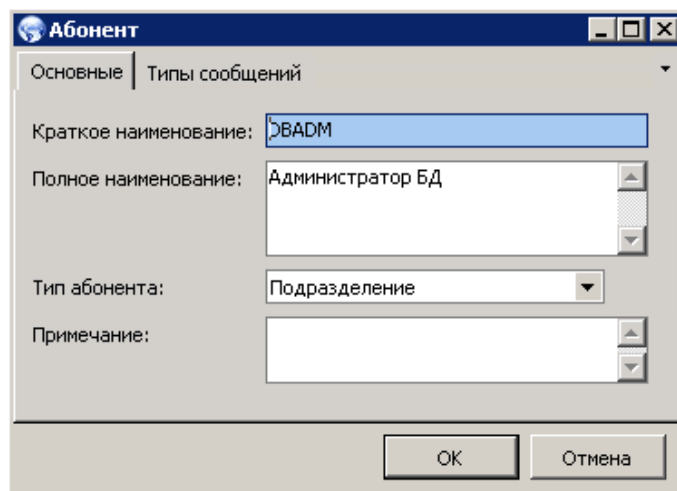 Абонент
Основные Типы сообщений
Краткое наименование: DBADM
Полное наименование: Администратор БД
Тип абонента: Подразделение
Примечание:
OK Отмена